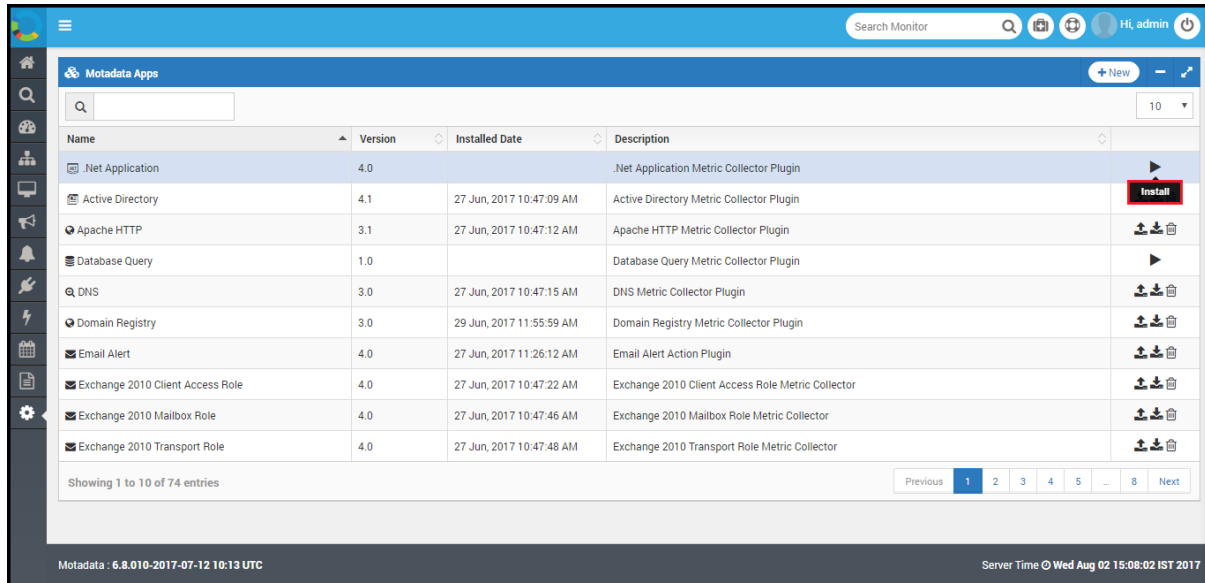 Search Monitor Hi, admin
Motadata Apps + New
10
Name Version Installed Date Description
.Net Application 4.0 .Net Application Metric Collector Plugin
Install
Active Directory 4.1 27 Jun, 2017 10:47:09 AM Active Directory Metric Collector Plugin
Apache HTTP 3.1 27 Jun, 2017 10:47:12 AM Apache HTTP Metric Collector Plugin
Database Query 1.0 Database Query Metric Collector Plugin
DNS 3.0 27 Jun, 2017 10:47:15 AM DNS Metric Collector Plugin
Domain Registry 3.0 29 Jun, 2017 11:55:59 AM Domain Registry Metric Collector Plugin
Email Alert 4.0 27 Jun, 2017 11:26:12 AM Email Alert Action Plugin
Exchange 2010 Client Access Role 4.0 27 Jun, 2017 10:47:22 AM Exchange 2010 Client Access Role Metric Collector
Exchange 2010 Mailbox Role 4.0 27 Jun, 2017 10:47:46 AM Exchange 2010 Mailbox Role Metric Collector
Exchange 2010 Transport Role 4.0 27 Jun, 2017 10:47:48 AM Exchange 2010 Transport Role Metric Collector
Showing 1 to 10 of 74 entries Previous 1 2 3 4 5 ... 8 Next
Motadata : 6.8.010-2017-07-12 10:13 UTC Server Time Wed Aug 02 15:08:02 IST 2017